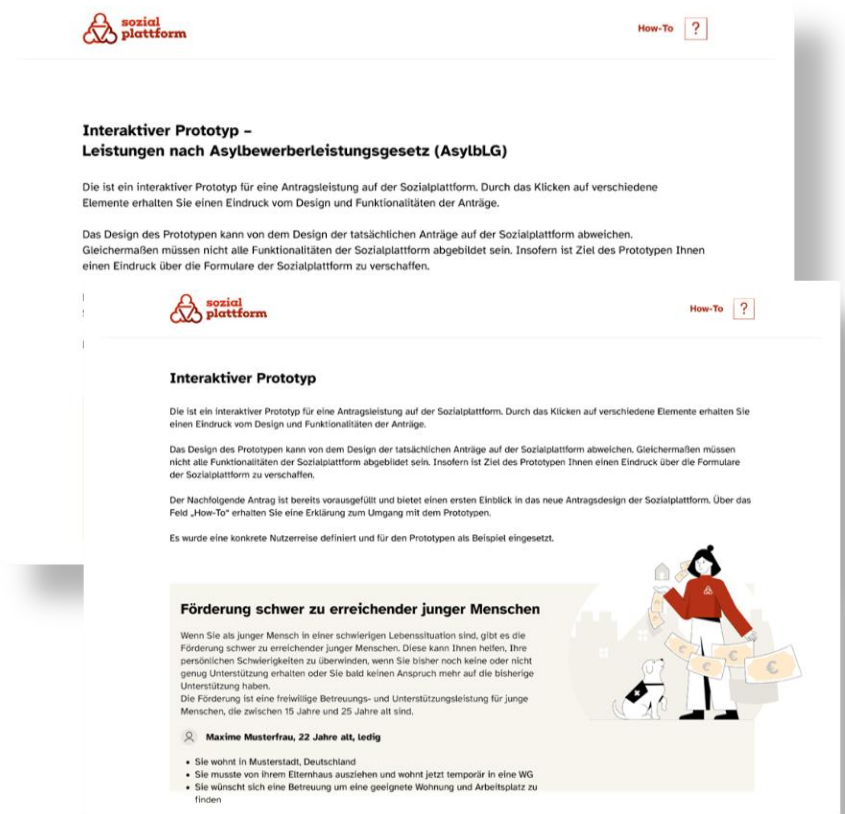 sozial
plattform
How-To ?
Interaktiver Prototyp –
Leistungen nach Asylbewerberleistungsgesetz (AsylbLG)
Die ist ein interaktiver Prototyp für eine Antragsleistung auf der Sozialplattform. Durch das Klicken auf verschiedene
Elemente erhalten Sie einen Eindruck vom Design und Funktionalitäten der Anträge.
Das Design des Prototypen kann von dem Design der tatsächlichen Anträge auf der Sozialplattform abweichen.
Gleichermaßen müssen nicht alle Funktionalitäten der Sozialplattform abgebildet sein. Insofern ist Ziel des Prototypen Ihnen
einen Eindruck über die Formulare der Sozialplattform zu verschaffen.
sozial
plattform
How-To ?
Interaktiver Prototyp
Die ist ein interaktiver Prototyp für eine Antragsleistung auf der Sozialplattform. Durch das Klicken auf verschiedene Elemente erhalten Sie
einen Eindruck vom Design und Funktionalitäten der Anträge.
Das Design des Prototypen kann von dem Design der tatsächlichen Anträge auf der Sozialplattform abweichen. Gleichermaßen müssen
nicht alle Funktionalitäten der Sozialplattform abgebildet sein. Insofern ist Ziel des Prototypen Ihnen einen Eindruck über die Formulare
der Sozialplattform zu verschaffen.
Der Nachfolgende Antrag ist bereits vorausgefüllt und bietet einen ersten Einblick in das neue Antragsdesign der Sozialplattform. Über das
Feld „How-To“ erhalten Sie eine Erklärung zum Umgang mit dem Prototypen.
Es wurde eine konkrete Nutzerreise definiert und für den Prototypen als Beispiel eingesetzt.
Förderung schwer zu erreichender junger Menschen
Wenn Sie als junger Mensch in einer schwierigen Lebenssituation sind, gibt es die
Förderung schwer zu erreichender junger Menschen. Diese kann Ihnen helfen, Ihre
persönlichen Schwierigkeiten zu überwinden, wenn Sie bisher noch keine oder nicht
genug Unterstützung erhalten oder Sie bald keinen Anspruch mehr auf die bisherige
Unterstützung haben.
Die Förderung ist eine freiwillige Betreuungs- und Unterstützungsleistung für junge
Menschen, die zwischen 15 Jahre und 25 Jahre alt sind.
Maxime Musterfrau, 22 Jahre alt, ledig
• Sie wohnt in Musterstadt, Deutschland
• Sie musste von ihrem Elternhaus ausziehen und wohnt jetzt temporär in eine WG
• Sie wünscht sich eine Betreuung um eine geeignete Wohnung und Arbeitsplatz zu
finden
€
€
€
€